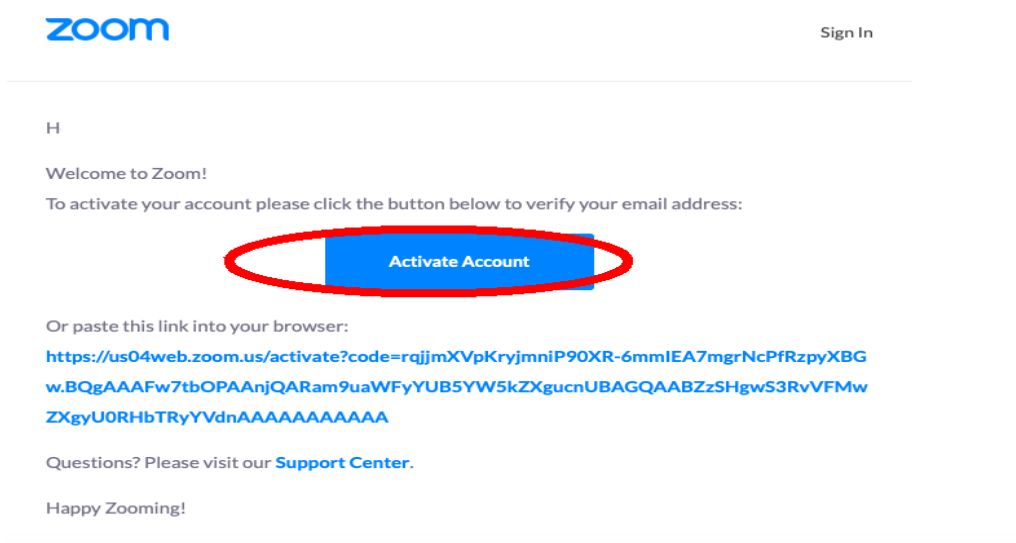 zoom
Sign In
H
Welcome to Zoom!
To activate your account please click the button below to verify your email address:
Activate Account
Or paste this link into your browser:
https://us04web.zoom.us/activate?code=rqjjmXVpKryjmniP90XR-6mmIEA7mgrNcPfRzpyXBG
w.BQgAAAFw7tbOPAAnjQARam9uaWFyYUB5YW5kZXgucnUBAGQAABZzSHgwS3RvVFMw
ZXgyU0RHbTRyYVdnAAAAAAAAAAA
Questions? Please visit our Support Center.
Happy Zooming!